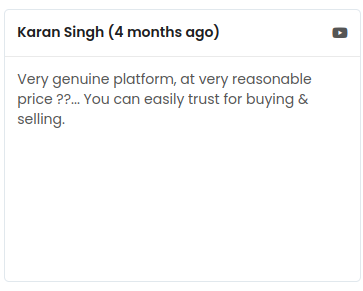 Karan Singh (4 months ago)
Very genuine platform, at very reasonable
price ??... You can easily trust for buying &
selling.